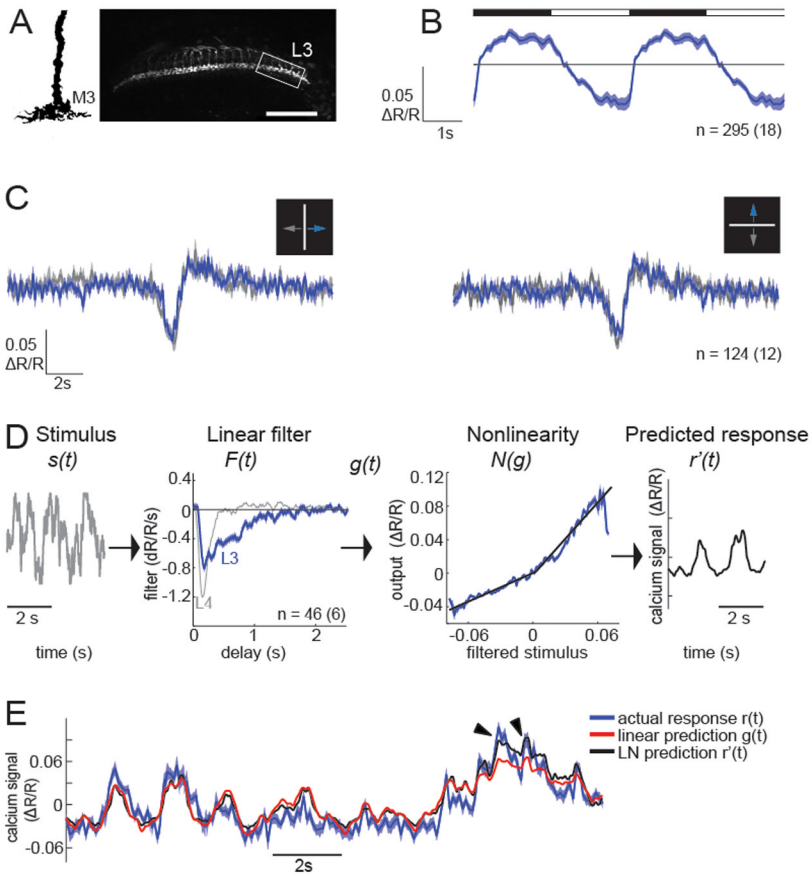 A
M3
L3
B
0.05
ΔR/R
1s
n = 295 (18)
C
0.05
ΔR/R
2s
n = 124 (12)
D
Stimulus
s(t)
2 s
time (s)
Linear filter
F(t)
filter (dR/R/s)
0.4
0
-0.4
-0.8
-1.2
L3
L4
n = 46 (6)
0
1
2
delay (s)
g(t)
Nonlinearity
N(g)
output (ΔR/R)
0.12
0.08
0.04
0
-0.04
-0.06
0
0.06
filtered stimulus
Predicted response
r'(t)
calcium signal (ΔR/R)
2 s
time (s)
E
calcium signal
(ΔR/R)
0.06
0
-0.06
2s
actual response r(t)
linear prediction g(t)
LN prediction r'(t)